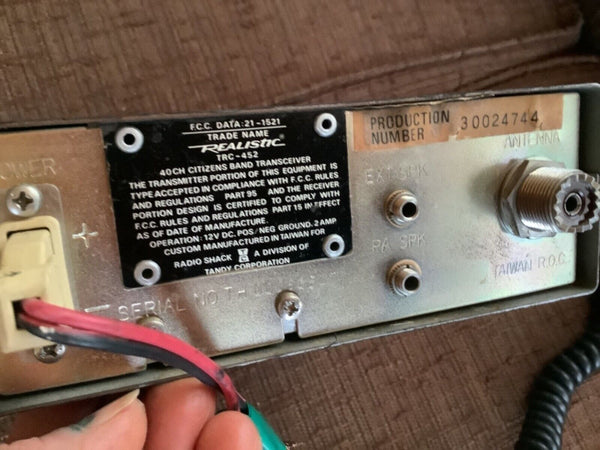 F.C.C. DATA: 21-1521
TRADE NAME
REALISTIC
TRC-452
40CH CITIZENS BAND TRANSCEIVER
THE TRANSMITTER PORTION OF THIS EQUIPMENT IS
TYPE ACCEPTED IN COMPLIANCE WITH F.C.C. RULES
AND REGULATIONS PART 95 AND THE RECEIVER
PORTION DESIGN IS CERTIFIED TO COMPLY WITH
F.C.C. RULES AND REGULATIONS PART 15 IN EFFECT
AS OF DATE OF MANUFACTURE.
OPERATION: 12V DC. POS/NEG GROUND 2 AMP
CUSTOM MANUFACTURED IN TAIWAN FOR
RADIO SHACK A DIVISION OF
TANDY CORPORATION
PRODUCTION
NUMBER 30024744
ANTENNA
EXT SPK
PA SPK
TAIWAN R.O.C.
POWER
+
−
SERIAL NO.